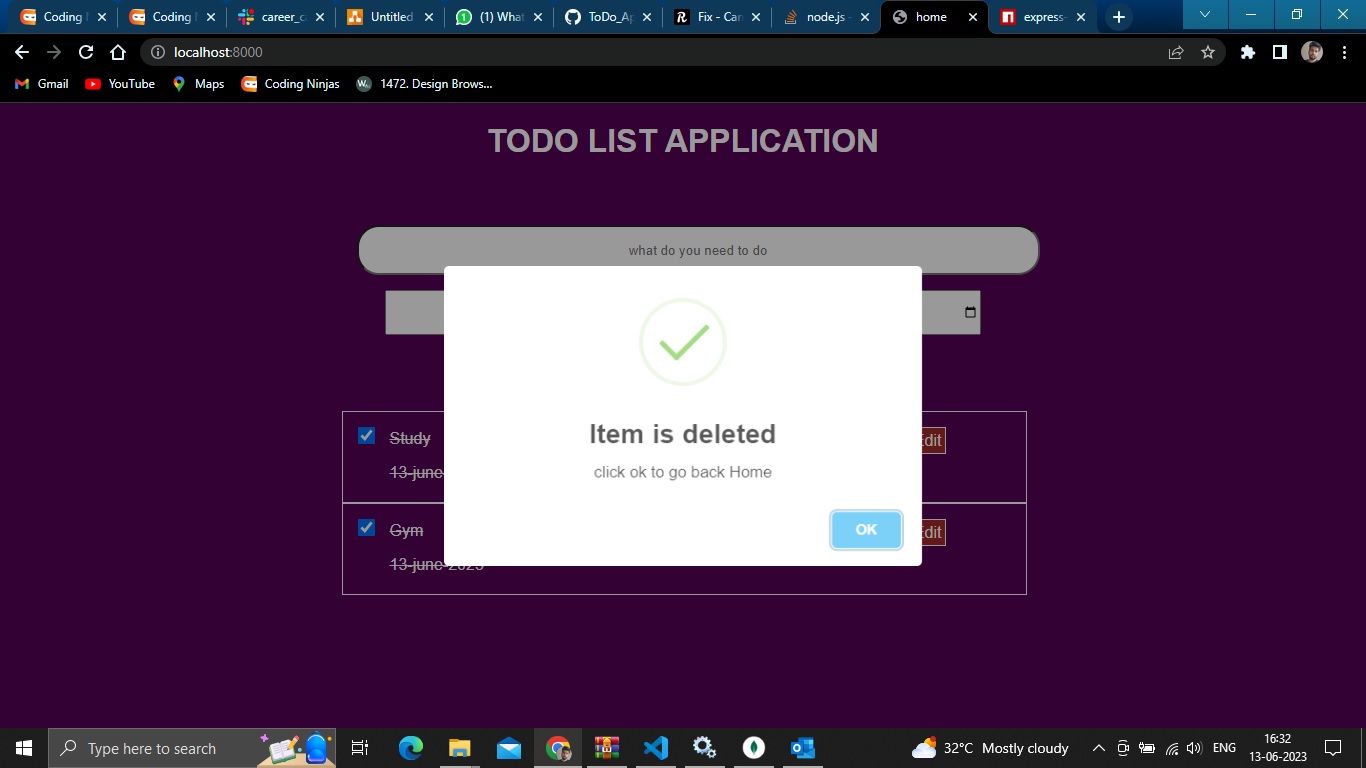 Coding N
Coding N
career_ca
Untitled
(1) What
ToDo_Ap
Fix - Can
node.js -
home
express-
localhost:8000
Gmail
YouTube
Maps
Coding Ninjas
1472. Design Brows...
TODO LIST APPLICATION
what do you need to do
Item is deleted
click ok to go back Home
OK
Study
13-june-
Edit
Gym
13-june-2023
Edit
Type here to search
32°C Mostly cloudy
ENG
16:32
13-06-2023